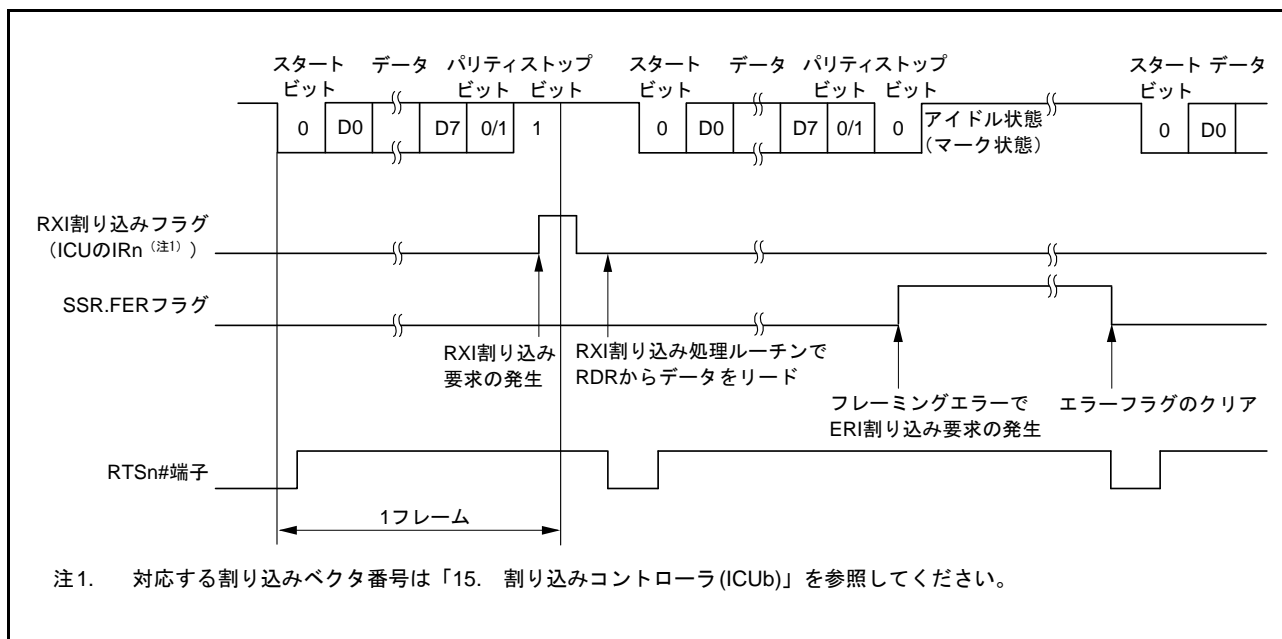 スタート データ パリティ ストップ スタート データ パリティ ストップ スタート データ
ビット ビット ビット ビット ビット ビット ビット
0 D0 D7 0/1 1 0 D0 D7 0/1 0 アイドル状態 0 D0
(マーク状態)
RXI割り込みフラグ
(ICUのIRn (注1) )
SSR.FERフラグ
RXI割り込み
要求の発生
RXI割り込み処理ルーチンで
RDRからデータをリード
フレーミングエラーで
ERI割り込み要求の発生
エラーフラグのクリア
RTSn#端子
1フレーム
注1. 対応する割り込みベクタ番号は「15. 割り込みコントローラ(ICUb)」を参照してください。